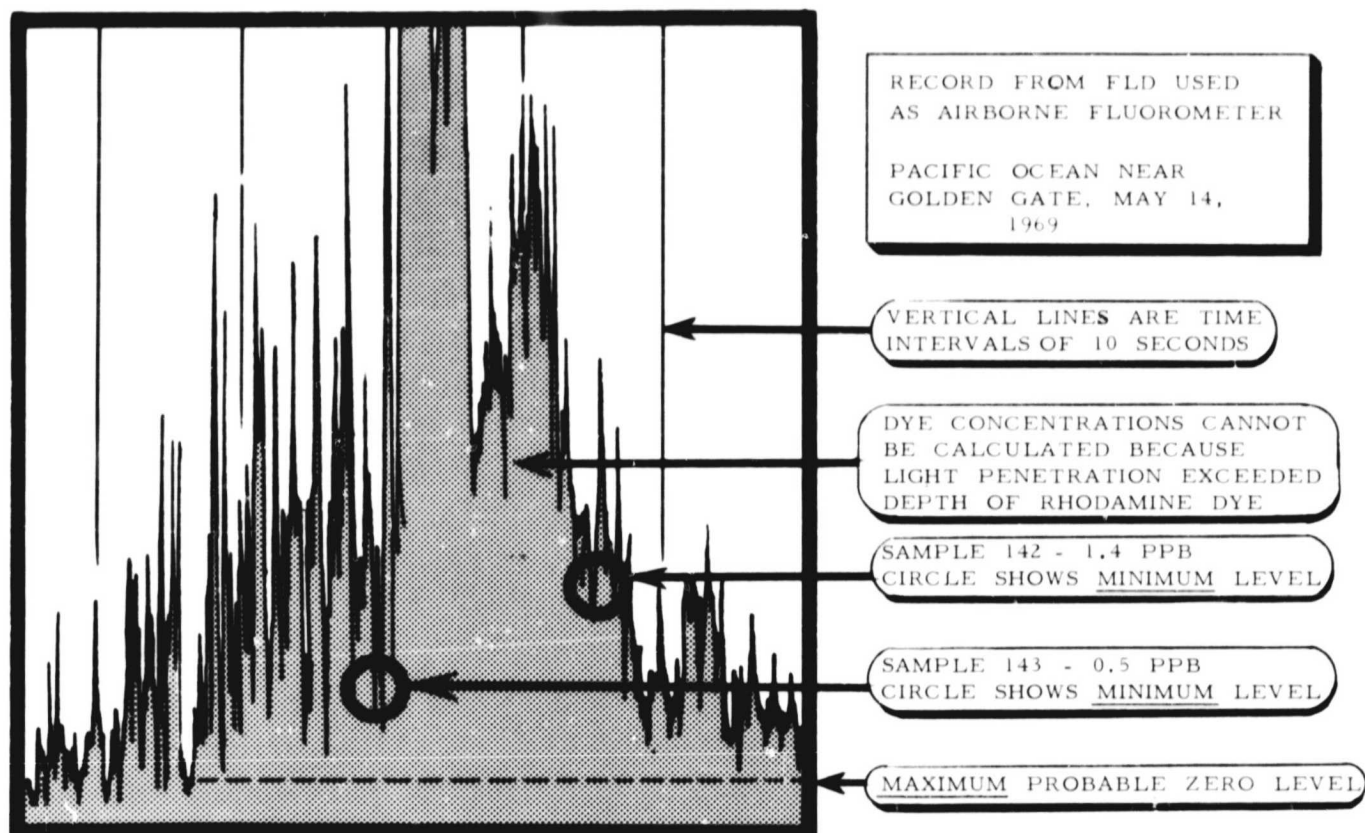 RECORD FROM FLD USED
AS AIRBORNE FLUOROMETER
PACIFIC OCEAN NEAR
GOLDEN GATE, MAY 14,
1969
VERTICAL LINES ARE TIME
INTERVALS OF 10 SECONDS
DYE CONCENTRATIONS CANNOT
BE CALCULATED BECAUSE
LIGHT PENETRATION EXCEEDED
DEPTH OF RHODAMINE DYE
SAMPLE 142 - 1.4 PPB
CIRCLE SHOWS MINIMUM LEVEL
SAMPLE 143 - 0.5 PPB
CIRCLE SHOWS MINIMUM LEVEL
MAXIMUM PROBABLE ZERO LEVEL